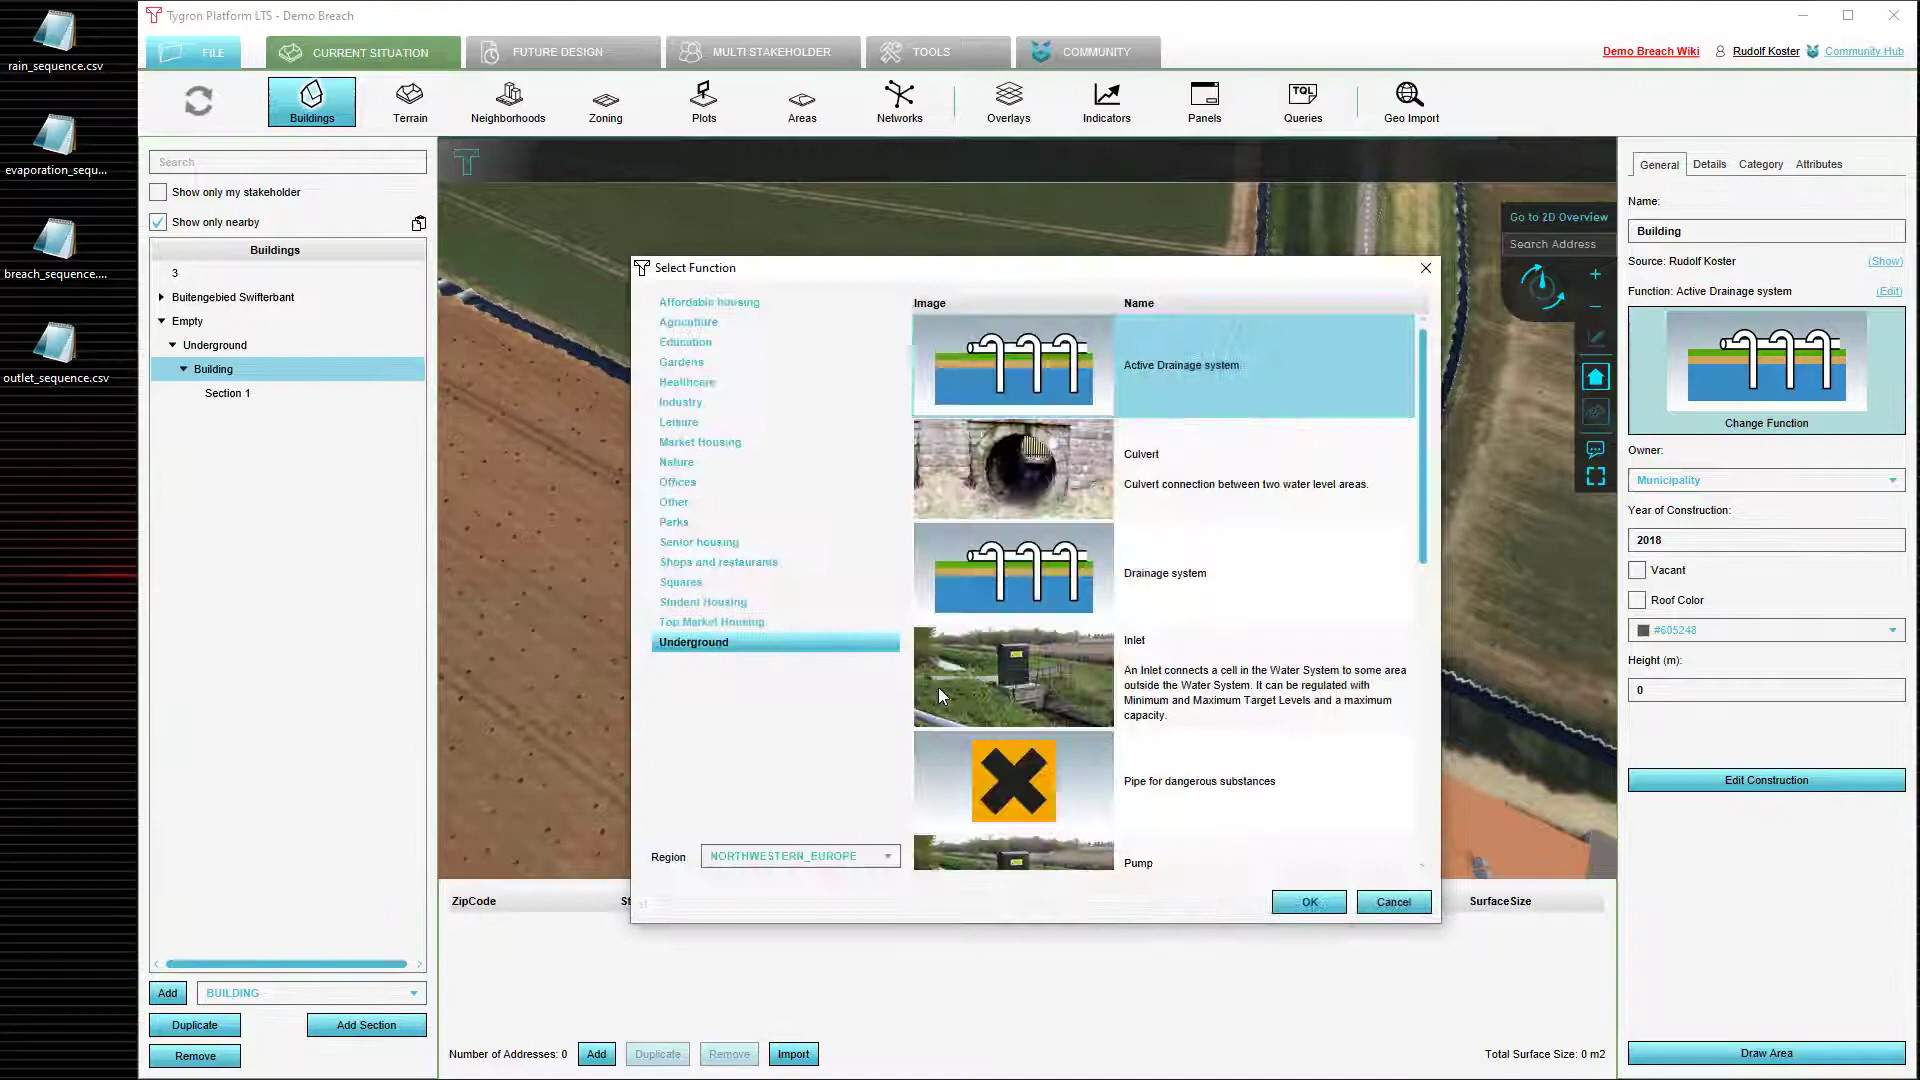 rain_sequence.csv
evaporation_sequ...
breach_sequence....
outlet_sequence.csv
Tygron Platform LTS - Demo Breach
FILE
CURRENT SITUATION
FUTURE DESIGN
MULTI STAKEHOLDER
TOOLS
COMMUNITY
Demo Breach Wiki
Rudolf Koster
Community Hub
Buildings
Terrain
Neighborhoods
Zoning
Plots
Areas
Networks
Overlays
Indicators
Panels
TQL
Queries
Geo Import
Search
Show only my stakeholder
Show only nearby
Buildings
3
Buitengebied Swifterbant
Empty
Underground
Building
Section 1
Add
BUILDING
Duplicate
Add Section
Remove
Go to 2D Overview
Search Address
Select Function
Affordable housing
Agriculture
Education
Gardens
Healthcare
Industry
Leisure
Market Housing
Nature
Offices
Other
Parks
Senior housing
Shops and restaurants
Squares
Student Housing
Top Market Housing
Underground
Region
NORTHWESTERN_EUROPE
Image
Name
Active Drainage system
Culvert
Culvert connection between two water level areas.
Drainage system
Inlet
An Inlet connects a cell in the Water System to some area
outside the Water System. It can be regulated with
Minimum and Maximum Target Levels and a maximum
capacity.
Pipe for dangerous substances
Pump
OK
Cancel
ZipCode
St
SurfaceSize
Number of Addresses: 0
Add
Duplicate
Remove
Import
Total Surface Size: 0 m2
General
Details
Category
Attributes
Name:
Building
Source: Rudolf Koster
(Show)
Function: Active Drainage system
(Edit)
Change Function
Owner:
Municipality
Year of Construction:
2018
Vacant
Roof Color
#605248
Height (m):
0
Edit Construction
Draw Area